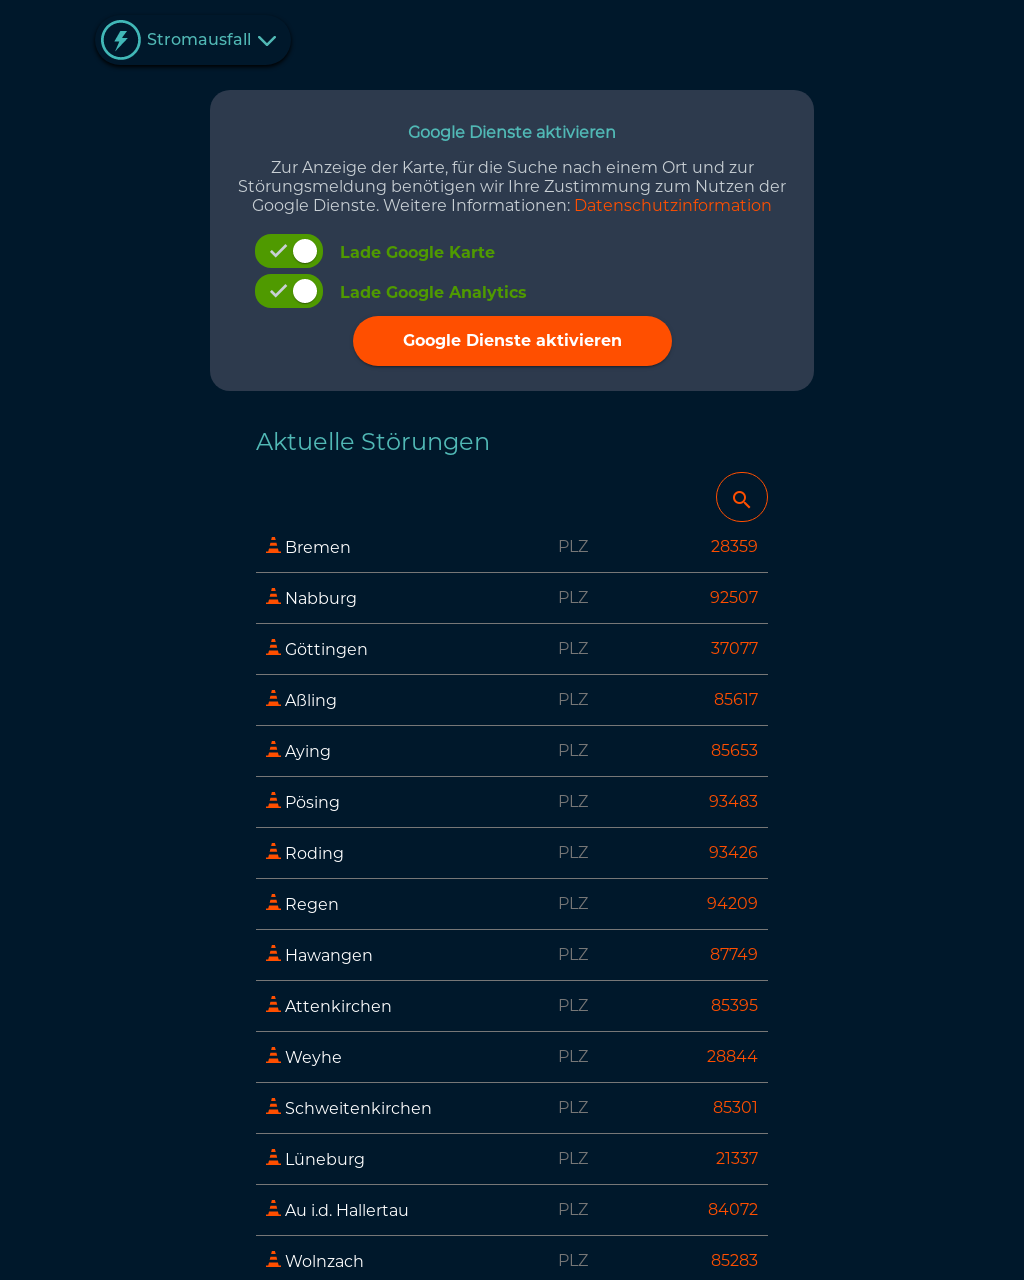 Stromausfall
Google Dienste aktivieren
Zur Anzeige der Karte, für die Suche nach einem Ort und zur
Störungsmeldung benötigen wir Ihre Zustimmung zum Nutzen der
Google Dienste. Weitere Informationen: Datenschutzinformation
Lade Google Karte
Lade Google Analytics
Google Dienste aktivieren
Aktuelle Störungen
Bremen PLZ 28359
Nabburg PLZ 92507
Göttingen PLZ 37077
Aßling PLZ 85617
Aying PLZ 85653
Pösing PLZ 93483
Roding PLZ 93426
Regen PLZ 94209
Hawangen PLZ 87749
Attenkirchen PLZ 85395
Weyhe PLZ 28844
Schweitenkirchen PLZ 85301
Lüneburg PLZ 21337
Au i.d. Hallertau PLZ 84072
Wolnzach PLZ 85283